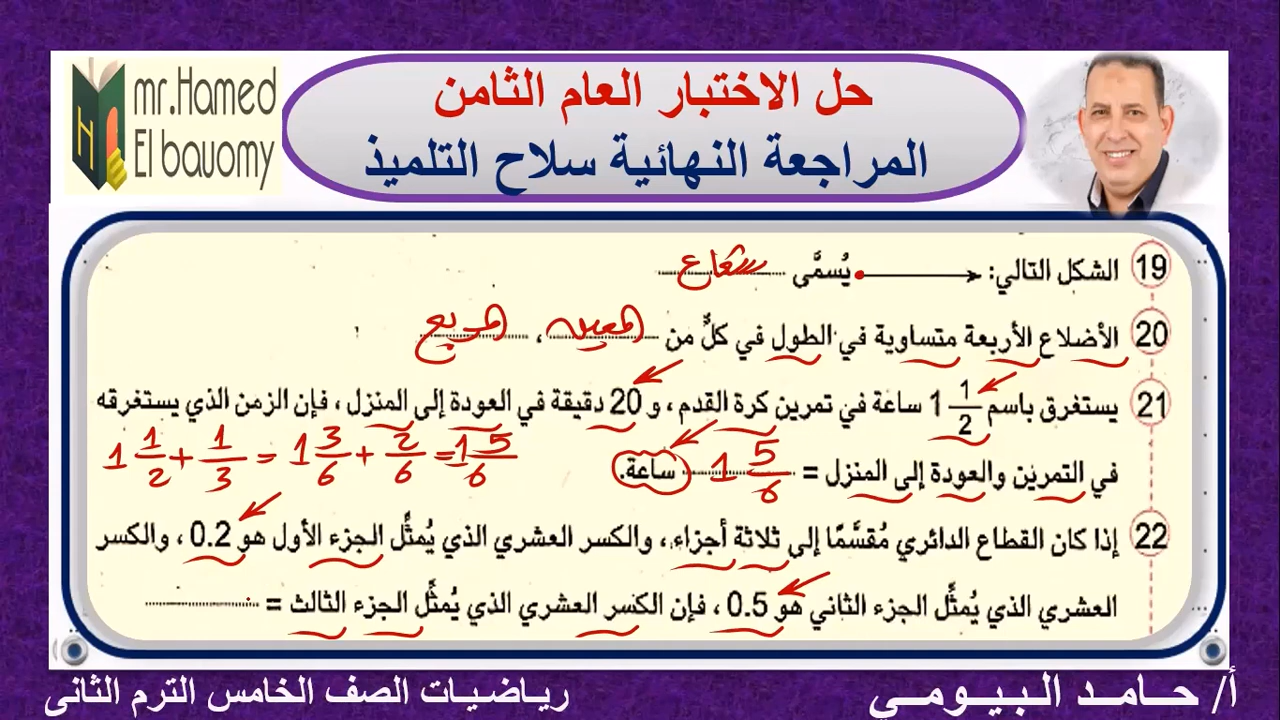 mr.Hamed
El bauomy
حل الاختبار العام الثامن
المراجعة النهائية سلاح التلميذ
19 الشكل التالي: يُسمَّى شعاع
20 الأضلاع الأربعة متساوية في الطول في كلٍّ من المعين ، المربع
21 يستغرق باسم 1 1/2 ساعة في تمرين كرة القدم ، و 20 دقيقة في العودة إلى المنزل ، فإن الزمن الذي يستغرقه
في التمرين والعودة إلى المنزل = 1 5/6 ساعة.
1 1/2 + 1/3 = 1 3/6 + 2/6 = 1 5/6
22 إذا كان القطاع الدائري مُقسَّمًا إلى ثلاثة أجزاء ، والكسر العشري الذي يُمثِّل الجزء الأول هو 0.2 ، والكسر
العشري الذي يُمثِّل الجزء الثاني هو 0.5 ، فإن الكسر العشري الذي يُمثِّل الجزء الثالث =
أ/ حامد البيومي
رياضيات الصف الخامس الترم الثانى